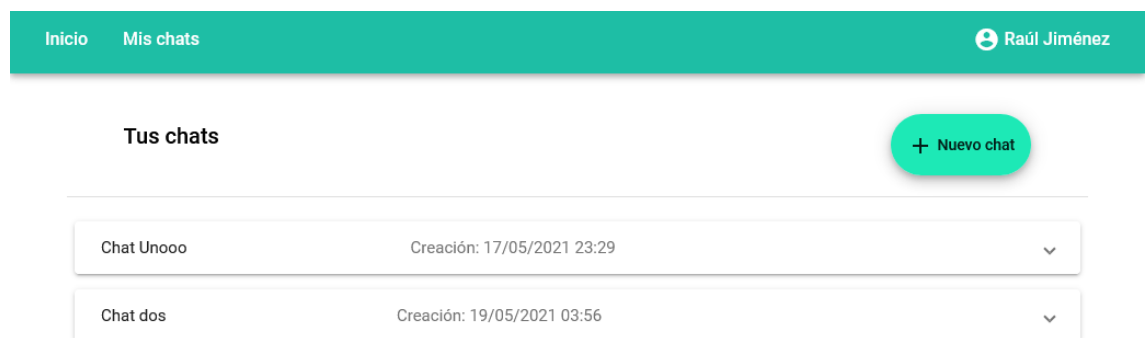 Inicio Mis chats Raúl Jiménez
Tus chats
+ Nuevo chat
Chat Unooo Creación: 17/05/2021 23:29
Chat dos Creación: 19/05/2021 03:56